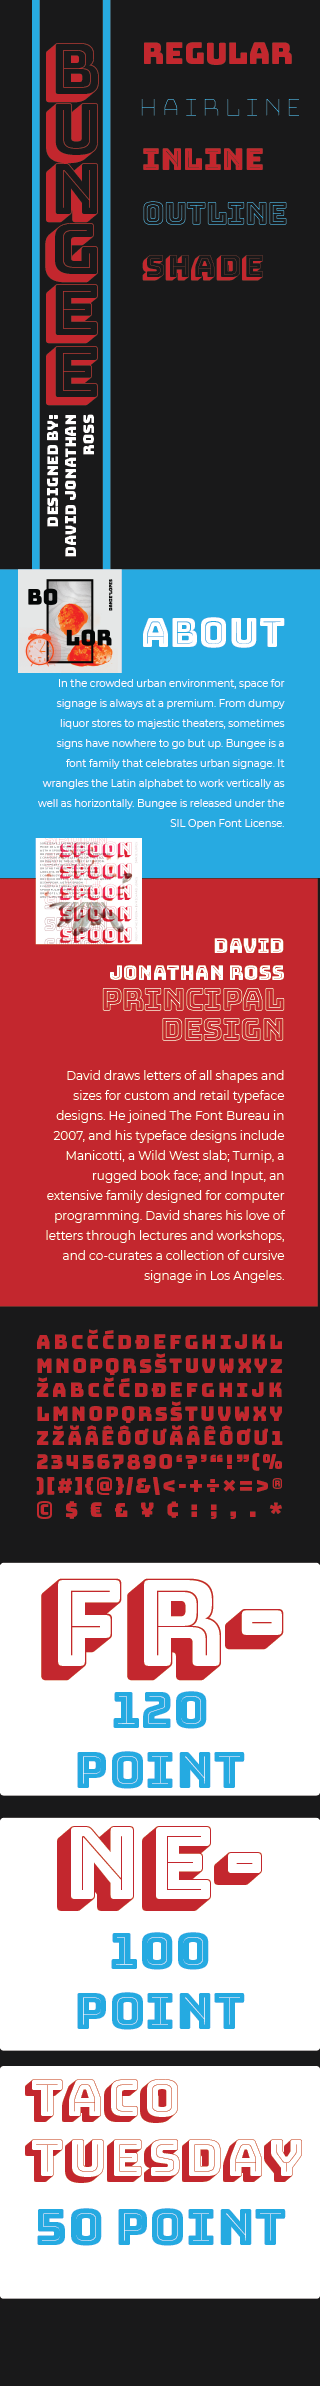 BUNGEE
DESIGNED BY:
DAVID JONATHAN
ROSS
REGULAR
HAIRLINE
INLINE
OUTLINE
SHADE
BO
LOR
ABOUT
In the crowded urban environment, space for
signage is always at a premium. From dumpy
liquor stores to majestic theaters, sometimes
signs have nowhere to go but up. Bungee is a
font family that celebrates urban signage. It
wrangles the Latin alphabet to work vertically as
well as horizontally. Bungee is released under the
SIL Open Font License.
SPOON
SPOON
SPOON
SPOON
SPOON
DAVID
JONATHAN ROSS
PRINCIPAL
DESIGN
David draws letters of all shapes and
sizes for custom and retail typeface
designs. He joined The Font Bureau in
2007, and his typeface designs include
Manicotti, a Wild West slab; Turnip, a
rugged book face; and Input, an
extensive family designed for computer
programming. David shares his love of
letters through lectures and workshops,
and co-curates a collection of cursive
signage in Los Angeles.
ABCČĆDĐEFGHIJKL
MNOPQRSŠTUVWXYZ
ŽABCČĆDĐEFGHIJK
LMNOPQRSŠTUVWXY
ZŽĂÂÊÔƠƯĂÂÊÔƠƯ1
234567890‘?’“!”(%
)[#]{@}/&\<-+÷×=>®
©$€£¥¢:;,.*
FR-
120
POINT
NE-
100
POINT
TACO
TUESDAY
50 POINT